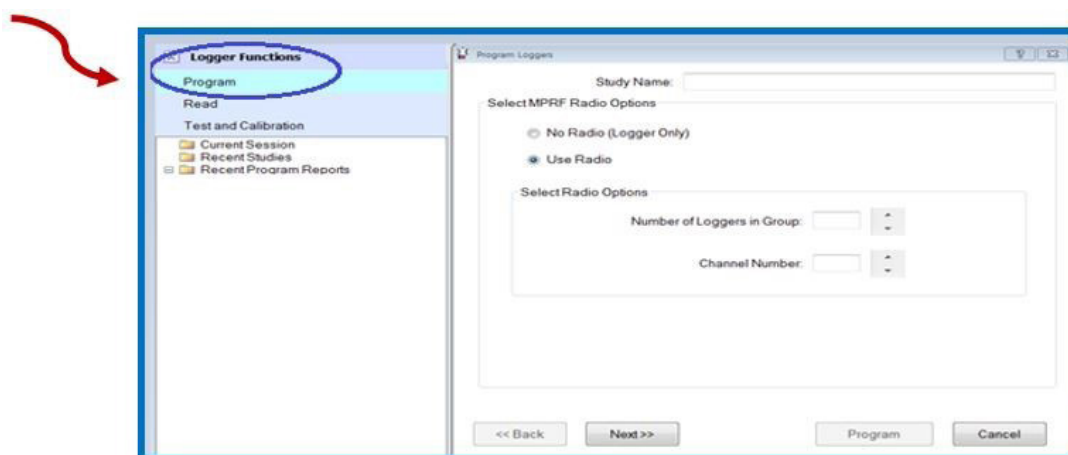 Logger Functions
Program
Read
Test and Calibration
Current Session
Recent Studies
Recent Program Reports
Program Loggers
Study Name:
Select MPRF Radio Options
No Radio (Logger Only)
Use Radio
Select Radio Options
Number of Loggers in Group:
Channel Number:
<< Back
Next >>
Program
Cancel